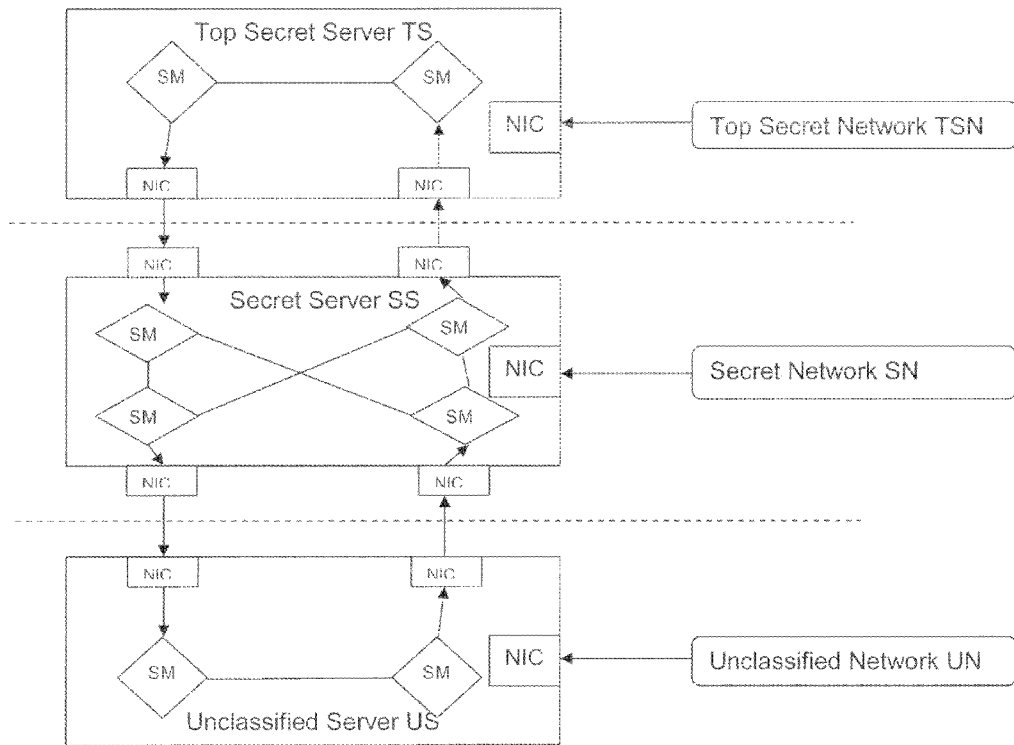 Top Secret Server TS
SM
SM
NIC
Top Secret Network TSN
NIC
NIC
NIC
NIC
Secret Server SS
SM
SM
NIC
Secret Network SN
SM
SM
NIC
NIC
NIC
NIC
NIC
Unclassified Network UN
SM
SM
Unclassified Server US